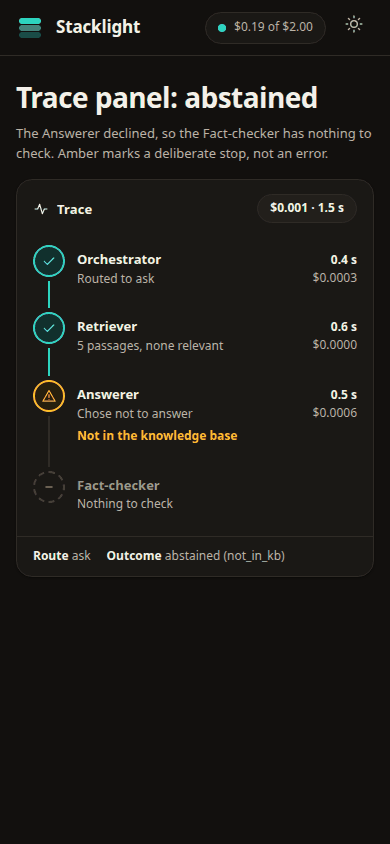 Stacklight
$0.19 of $2.00
Trace panel: abstained
The Answerer declined, so the Fact-checker has nothing to
check. Amber marks a deliberate stop, not an error.
Trace
$0.001 · 1.5 s
Orchestrator
0.4 s
Routed to ask
$0.0003
Retriever
0.6 s
5 passages, none relevant
$0.0000
Answerer
0.5 s
Chose not to answer
$0.0006
Not in the knowledge base
Fact-checker
Nothing to check
Route ask Outcome abstained (not_in_kb)